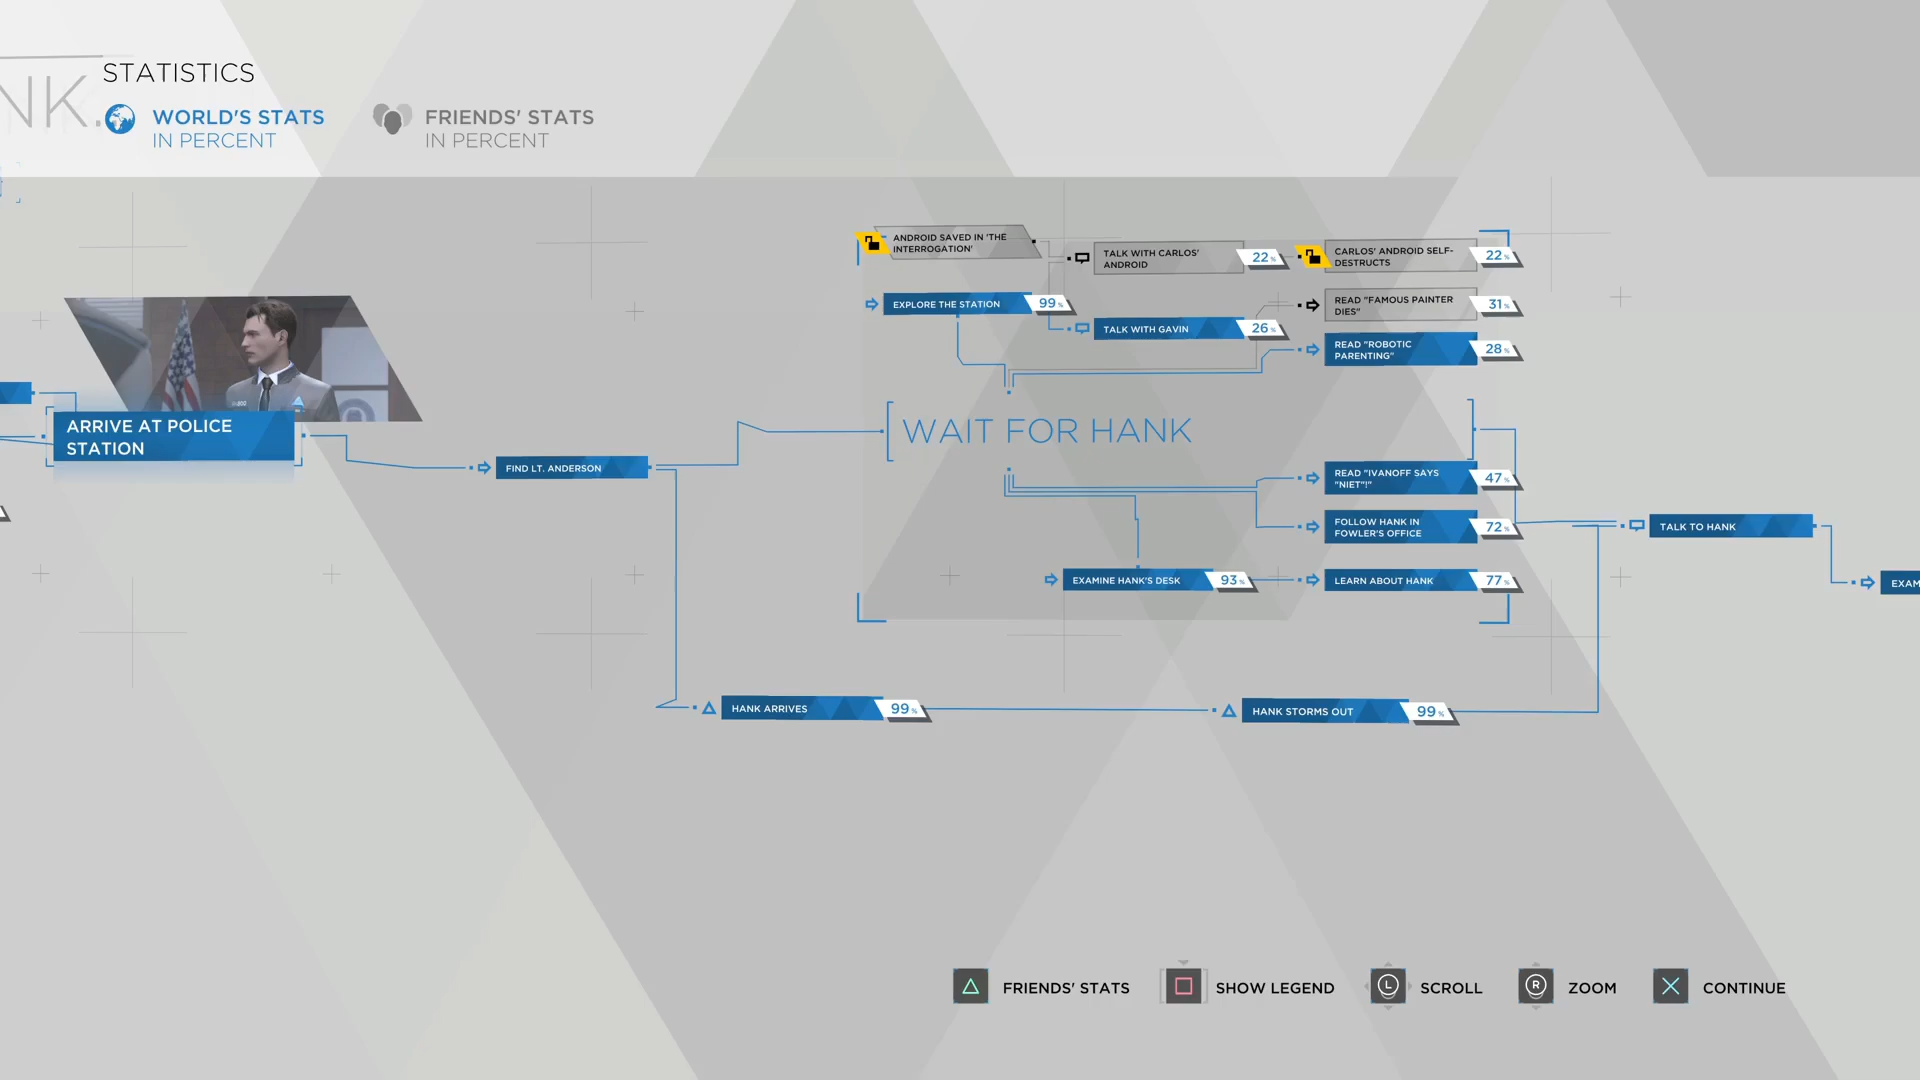 NK.
STATISTICS
WORLD'S STATS
IN PERCENT
FRIENDS' STATS
IN PERCENT
ANDROID SAVED IN 'THE
INTERROGATION'
TALK WITH CARLOS'
ANDROID
22%
CARLOS' ANDROID SELF-
DESTRUCTS
22%
EXPLORE THE STATION
99%
READ "FAMOUS PAINTER
DIES"
31%
TALK WITH GAVIN
26%
READ "ROBOTIC
PARENTING"
28%
ARRIVE AT POLICE
STATION
FIND LT. ANDERSON
WAIT FOR HANK
READ "IVANOFF SAYS
"NIET"!"
47%
FOLLOW HANK IN
FOWLER'S OFFICE
72%
TALK TO HANK
EXAMINE HANK'S DESK
93%
LEARN ABOUT HANK
77%
EXAM
HANK ARRIVES
99%
HANK STORMS OUT
99%
FRIENDS' STATS
SHOW LEGEND
L
SCROLL
R
ZOOM
CONTINUE